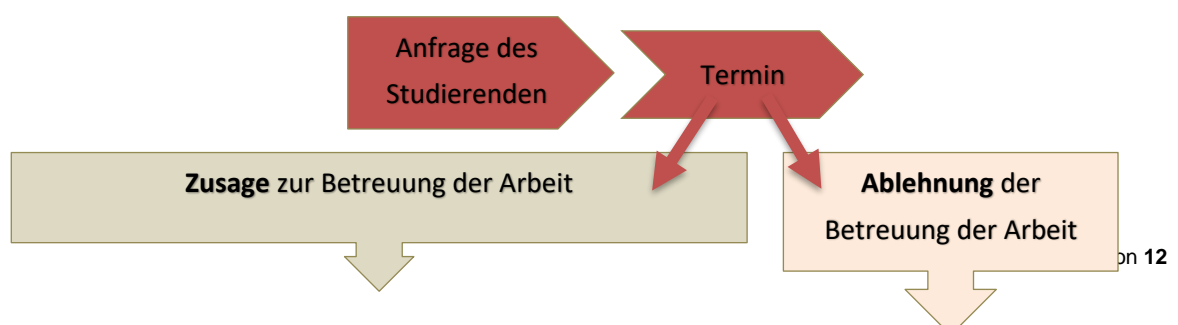 Anfrage des
Studierenden
Termin
Zusage zur Betreuung der Arbeit
Ablehnung der
Betreuung der Arbeit
12